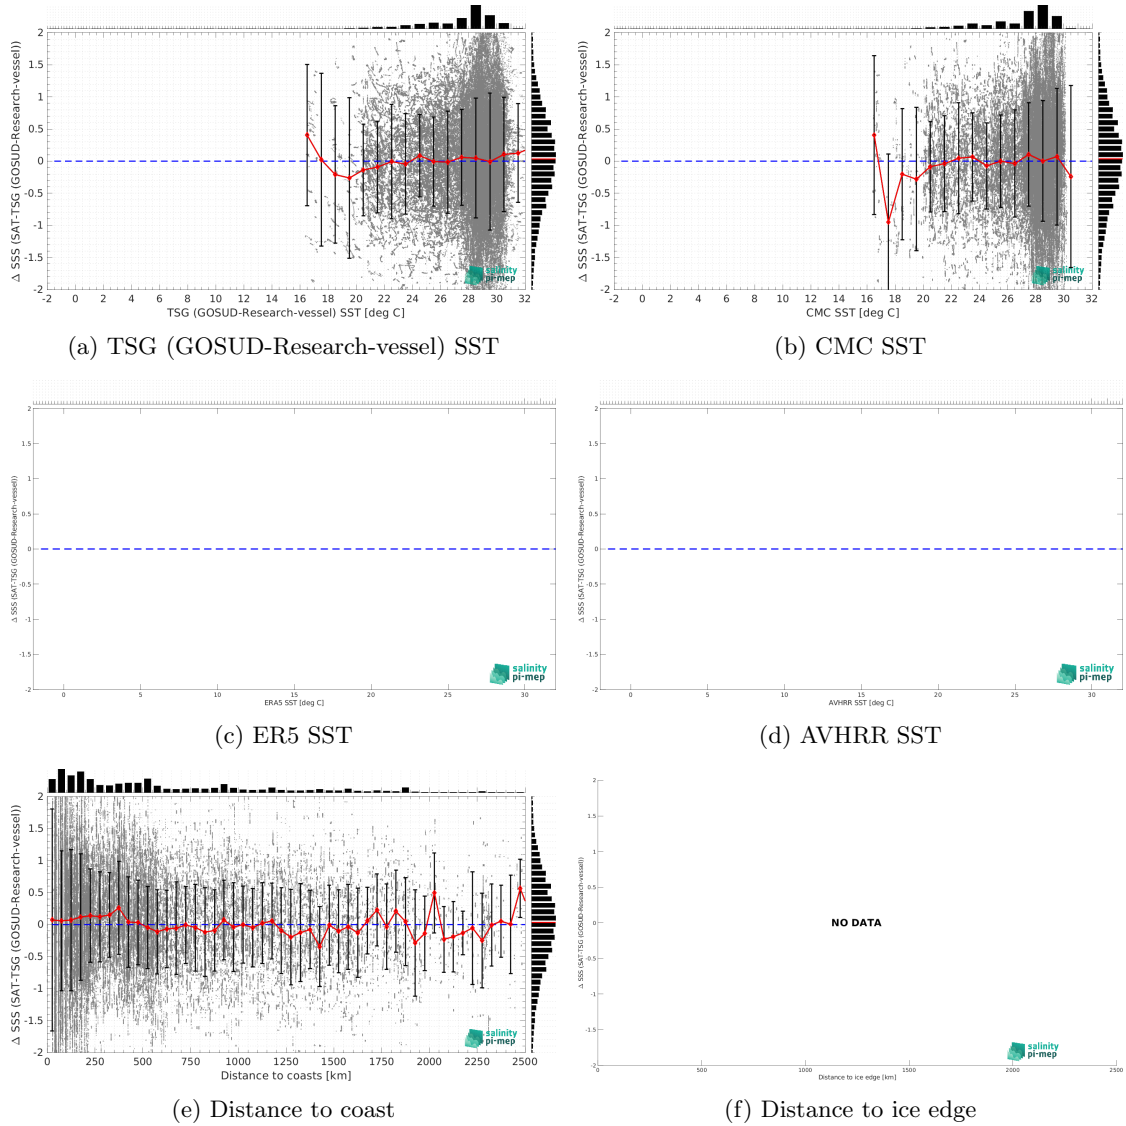 Δ SSS (SAT-TSG (GOSUD-Research-vessel))
2
1.5
1
0.5
0
-0.5
-1
-1.5
-2
-2 0 2 4 6 8 10 12 14 16 18 20 22 24 26 28 30 32
TSG (GOSUD-Research-vessel) SST [deg C]
salinity
pi-mep
(a) TSG (GOSUD-Research-vessel) SST
Δ SSS (SAT-TSG (GOSUD-Research-vessel))
2
1.5
1
0.5
0
-0.5
-1
-1.5
-2
-2 0 2 4 6 8 10 12 14 16 18 20 22 24 26 28 30 32
CMC SST [deg C]
salinity
pi-mep
(b) CMC SST
Δ SSS (SAT-TSG (GOSUD-Research-vessel))
2
1.5
1
0.5
0
-0.5
-1
-1.5
-2
0 5 10 15 20 25 30
ERA5 SST [deg C]
salinity
pi-mep
(c) ER5 SST
Δ SSS (SAT-TSG (GOSUD-Research-vessel))
2
1.5
1
0.5
0
-0.5
-1
-1.5
-2
0 5 10 15 20 25 30
AVHRR SST [deg C]
salinity
pi-mep
(d) AVHRR SST
Δ SSS (SAT-TSG (GOSUD-Research-vessel))
2
1.5
1
0.5
0
-0.5
-1
-1.5
-2
0 250 500 750 1000 1250 1500 1750 2000 2250 2500
Distance to coasts [km]
salinity
pi-mep
(e) Distance to coast
Δ SSS (SAT-TSG (GOSUD-Research-vessel))
2
1.5
1
0.5
0
-0.5
-1
-1.5
-2
NO DATA
0 500 1000 1500 2000 2500
Distance to ice edge [km]
salinity
pi-mep
(f) Distance to ice edge